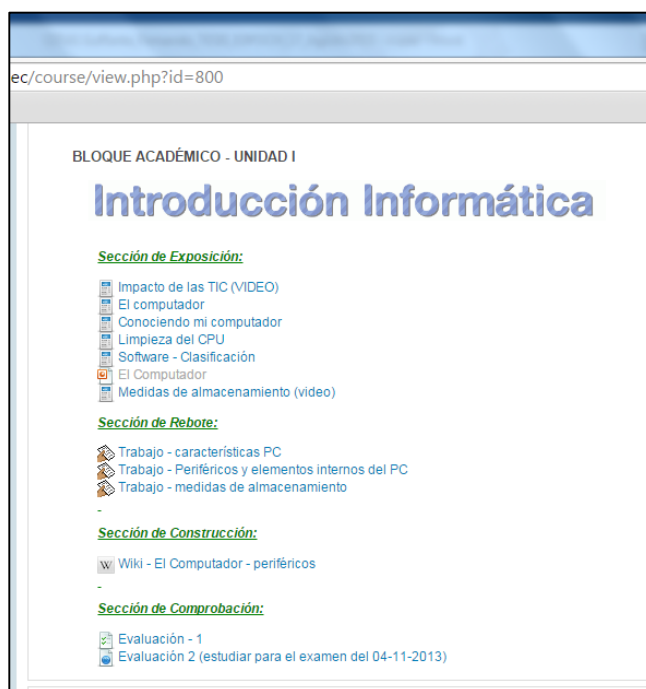 ec/course/view.php?id=800
BLOQUE ACADÉMICO - UNIDAD I
Introducción Informática
Sección de Exposición:
Impacto de las TIC (VIDEO)
El computador
Conociendo mi computador
Limpieza del CPU
Software - Clasificación
El Computador
Medidas de almacenamiento (video)
Sección de Rebote:
Trabajo - características PC
Trabajo - Periféricos y elementos internos del PC
Trabajo - medidas de almacenamiento
-
Sección de Construcción:
W Wiki - El Computador - periféricos
-
Sección de Comprobación:
Evaluación - 1
Evaluación 2 (estudiar para el examen del 04-11-2013)